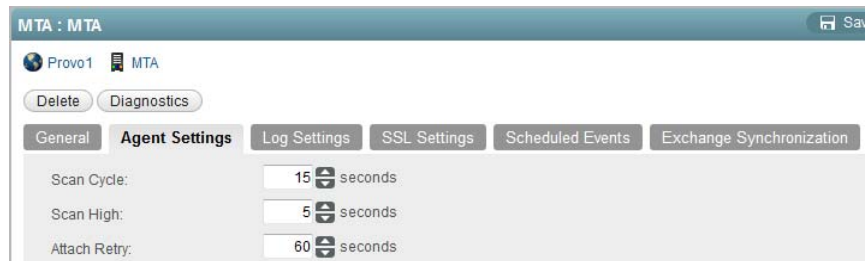 MTA : MTA
Provo1 MTA
Delete Diagnostics
General Agent Settings Log Settings SSL Settings Scheduled Events Exchange Synchronization
Scan Cycle: 15 seconds
Scan High: 5 seconds
Attach Retry: 60 seconds